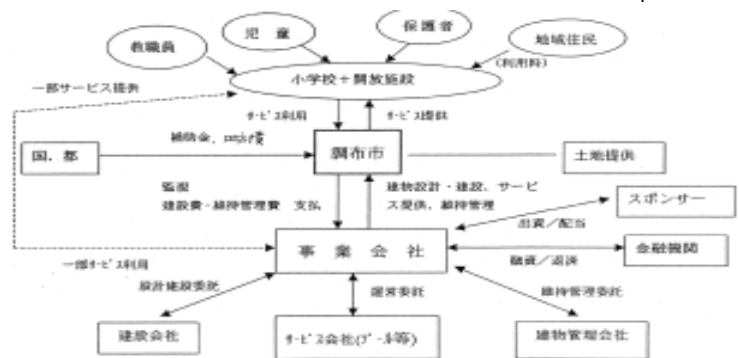 教職員
児 童
保護者
地域住民
(利用料)
小学校+開放施設
一部サービス提供
サービス利用
サービス提供
国、都
調布市
土地提供
監視
建設費・維持管理費 支払
建物設計・建設、サービ
ス提供、維持管理
スポンサー
出資/配当
事 業 会 社
金融機関
融資/返済
一部サービス利用
設計建設委託
運営委託
維持管理委託
建設会社
サービス会社(プール等)
建物管理会社